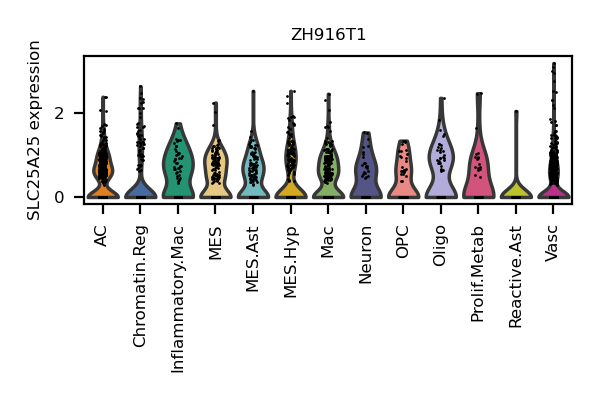 ZH916T1
SLC25A25 expression
2
0
AC
Chromatin.Reg
Inflammatory.Mac
MES
MES.Ast
MES.Hyp
Mac
Neuron
OPC
Oligo
Prolif.Metab
Reactive.Ast
Vasc